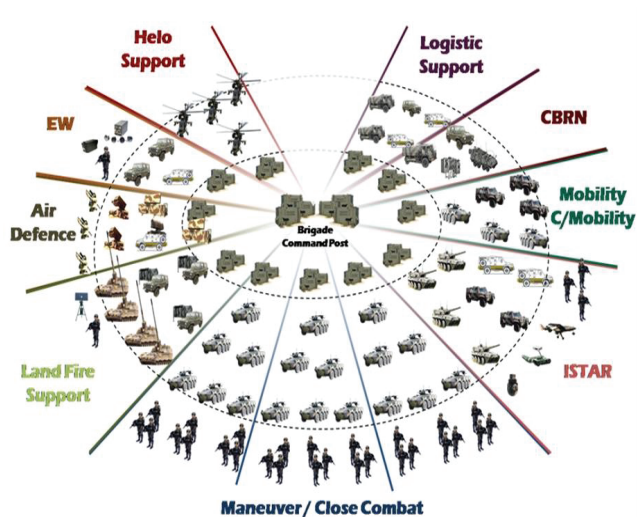 Helo
Support
Logistic
Support
EW
CBRN
Air
Defence
Mobility
C/Mobility
Brigade
Command Post
Land Fire
Support
ISTAR
Maneuver / Close Combat